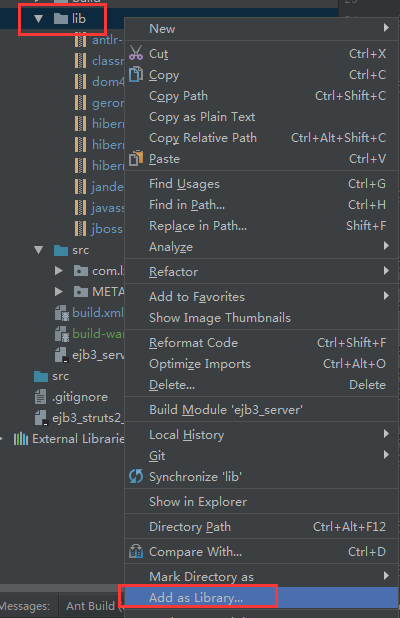 build
lib
antlr-
classm
dom4
geron
hibern
hibern
hibern
jande
javass
jboss
src
com.l
META
build.xml
build-wa
ejb3_serv
src
.gitignore
ejb3_struts2_
External Librarie
Messages:
Ant Build
New
Cut Ctrl+X
Copy Ctrl+C
Copy Path Ctrl+Shift+C
Copy as Plain Text
Copy Relative Path Ctrl+Alt+Shift+C
Paste Ctrl+V
Find Usages Ctrl+G
Find in Path... Ctrl+H
Replace in Path... Shift+F
Analyze
Refactor
Add to Favorites
Show Image Thumbnails
Reformat Code Ctrl+Shift+F
Optimize Imports Ctrl+Alt+O
Delete... Delete
Build Module 'ejb3_server'
Local History
Git
Synchronize 'lib'
Show in Explorer
Directory Path Ctrl+Alt+F12
Compare With... Ctrl+D
Mark Directory as
Add as Library...